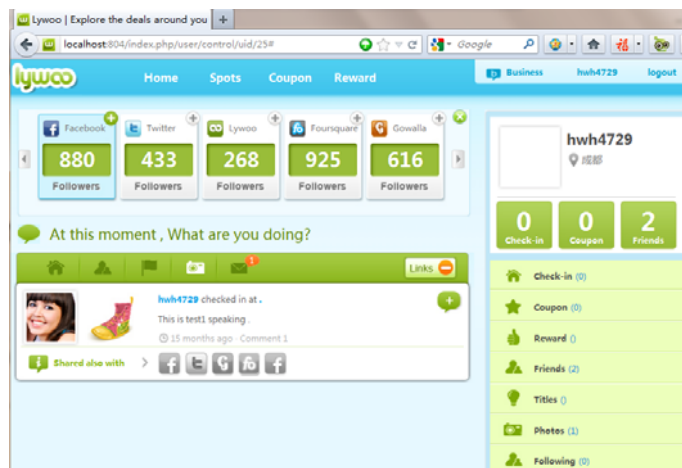 Lywoo | Explore the deals around you
localhost:804/index.php/user/control/uid/25#
Google
lywoo
Home Spots Coupon Reward
Business hwh4729 logout
Facebook
880
Followers
Twitter
433
Followers
Lywoo
268
Followers
Foursquare
925
Followers
Gowalla
616
Followers
hwh4729
成都
0
Check-in
0
Coupon
2
Friends
At this moment , What are you doing?
1
Links
hwh4729 checked in at .
This is test1 speaking .
15 months ago · Comment 1
Shared also with
Check-in (0)
Coupon (0)
Reward ()
Friends (2)
Titles ()
Photos (1)
Following (0)